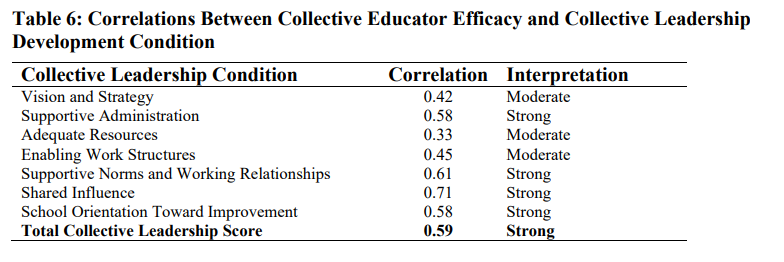 Table 6: Correlations Between Collective Educator Efficacy and Collective Leadership
Development Condition
Collective Leadership Condition Correlation Interpretation
Vision and Strategy 0.42 Moderate
Supportive Administration 0.58 Strong
Adequate Resources 0.33 Moderate
Enabling Work Structures 0.45 Moderate
Supportive Norms and Working Relationships 0.61 Strong
Shared Influence 0.71 Strong
School Orientation Toward Improvement 0.58 Strong
Total Collective Leadership Score 0.59 Strong